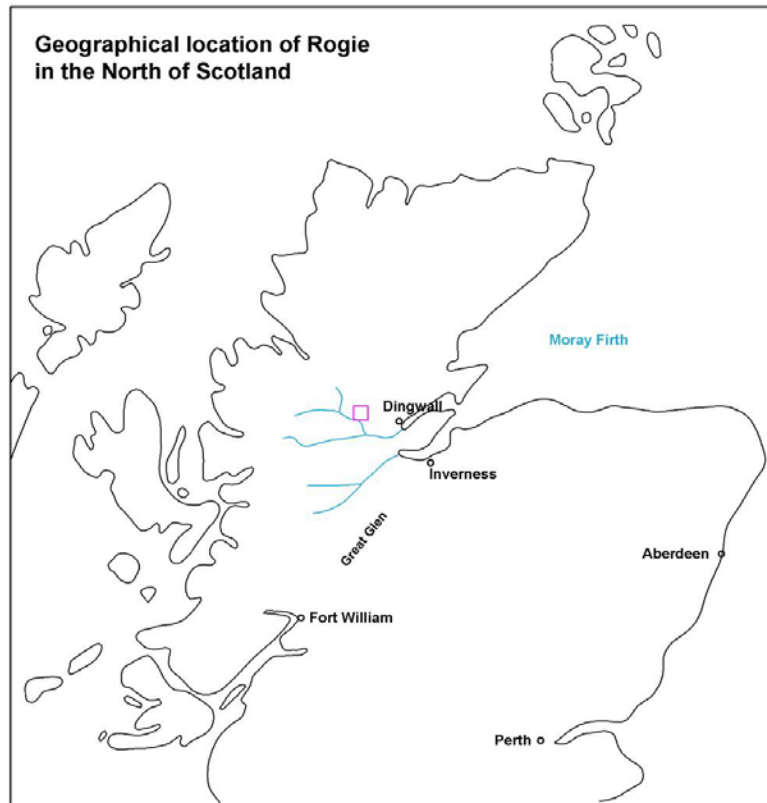 Geographical location of Rogie
in the North of Scotland
Moray Firth
Dingwall
Inverness
Great Glen
Aberdeen
Fort William
Perth